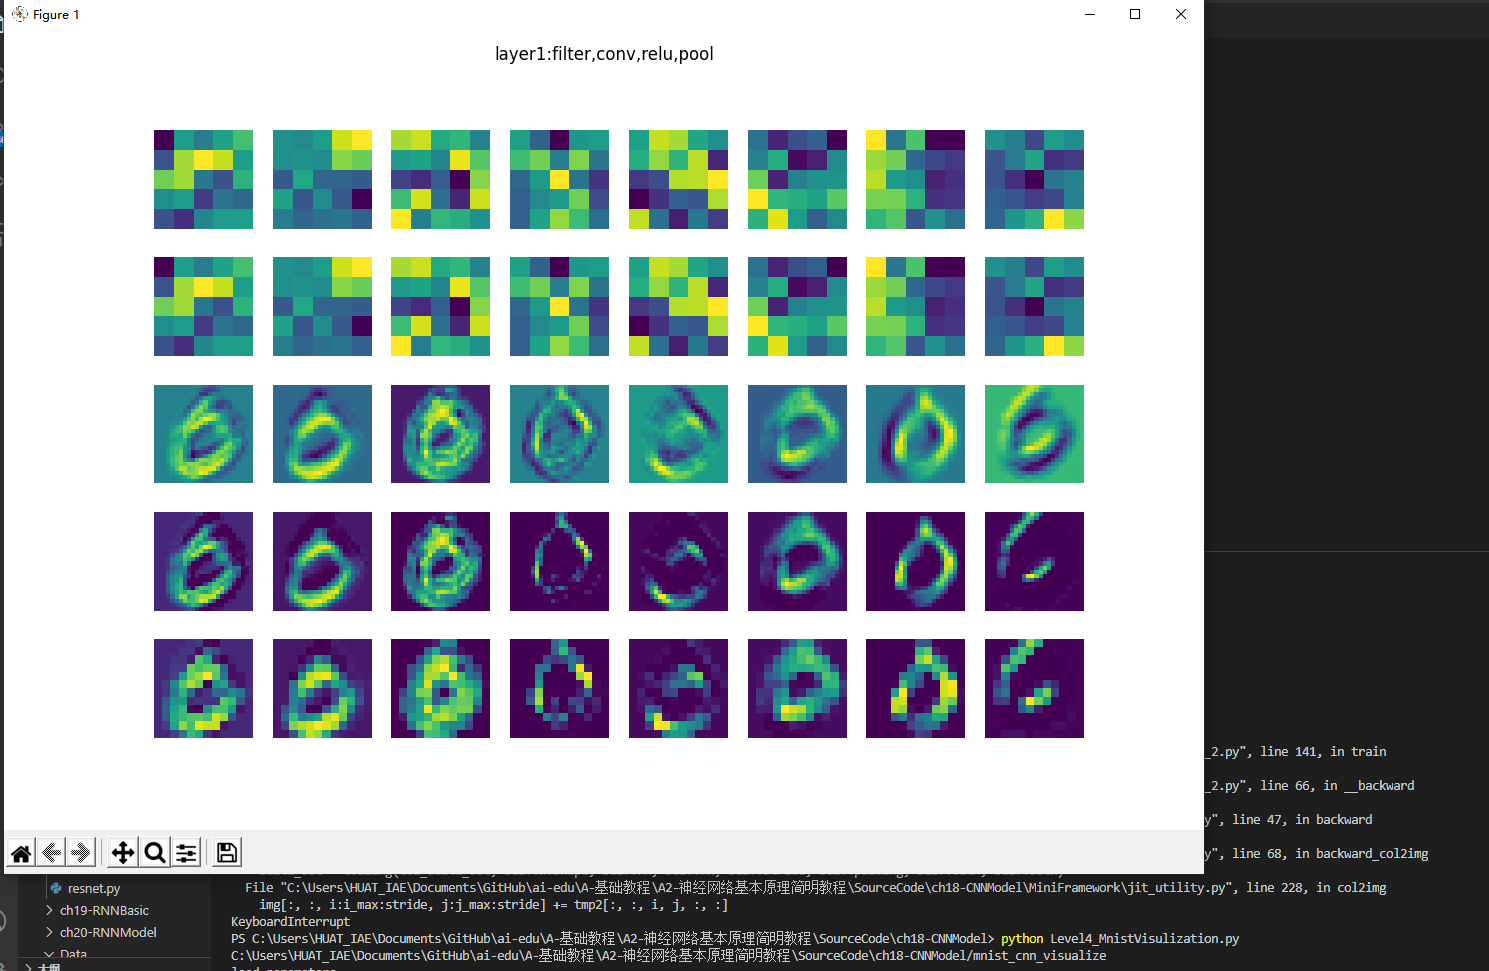 Figure 1
layer1:filter,conv,relu,pool
_2.py", line 141, in train
_2.py", line 66, in __backward
y", line 47, in backward
y", line 68, in backward_col2img
resnet.py
File "C:\Users\HUAT_IAE\Documents\GitHub\ai-edu\A-基础教程\A2-神经网络基本原理简明教程\SourceCode\ch18-CNNModel\MiniFramework\jit_utility.py", line 228, in col2img
ch19-RNNBasic
img[:, :, i:i_max:stride, j:j_max:stride] += tmp2[:, :, i, j, :, :]
KeyboardInterrupt
ch20-RNNModel
PS C:\Users\HUAT_IAE\Documents\GitHub\ai-edu\A-基础教程\A2-神经网络基本原理简明教程\SourceCode\ch18-CNNModel> python Level4_MnistVisulization.py
Data
C:\Users\HUAT_IAE\Documents\GitHub\ai-edu\A-基础教程\A2-神经网络基本原理简明教程\SourceCode\ch18-CNNModel/mnist_cnn_visualize
大纲
load parameters